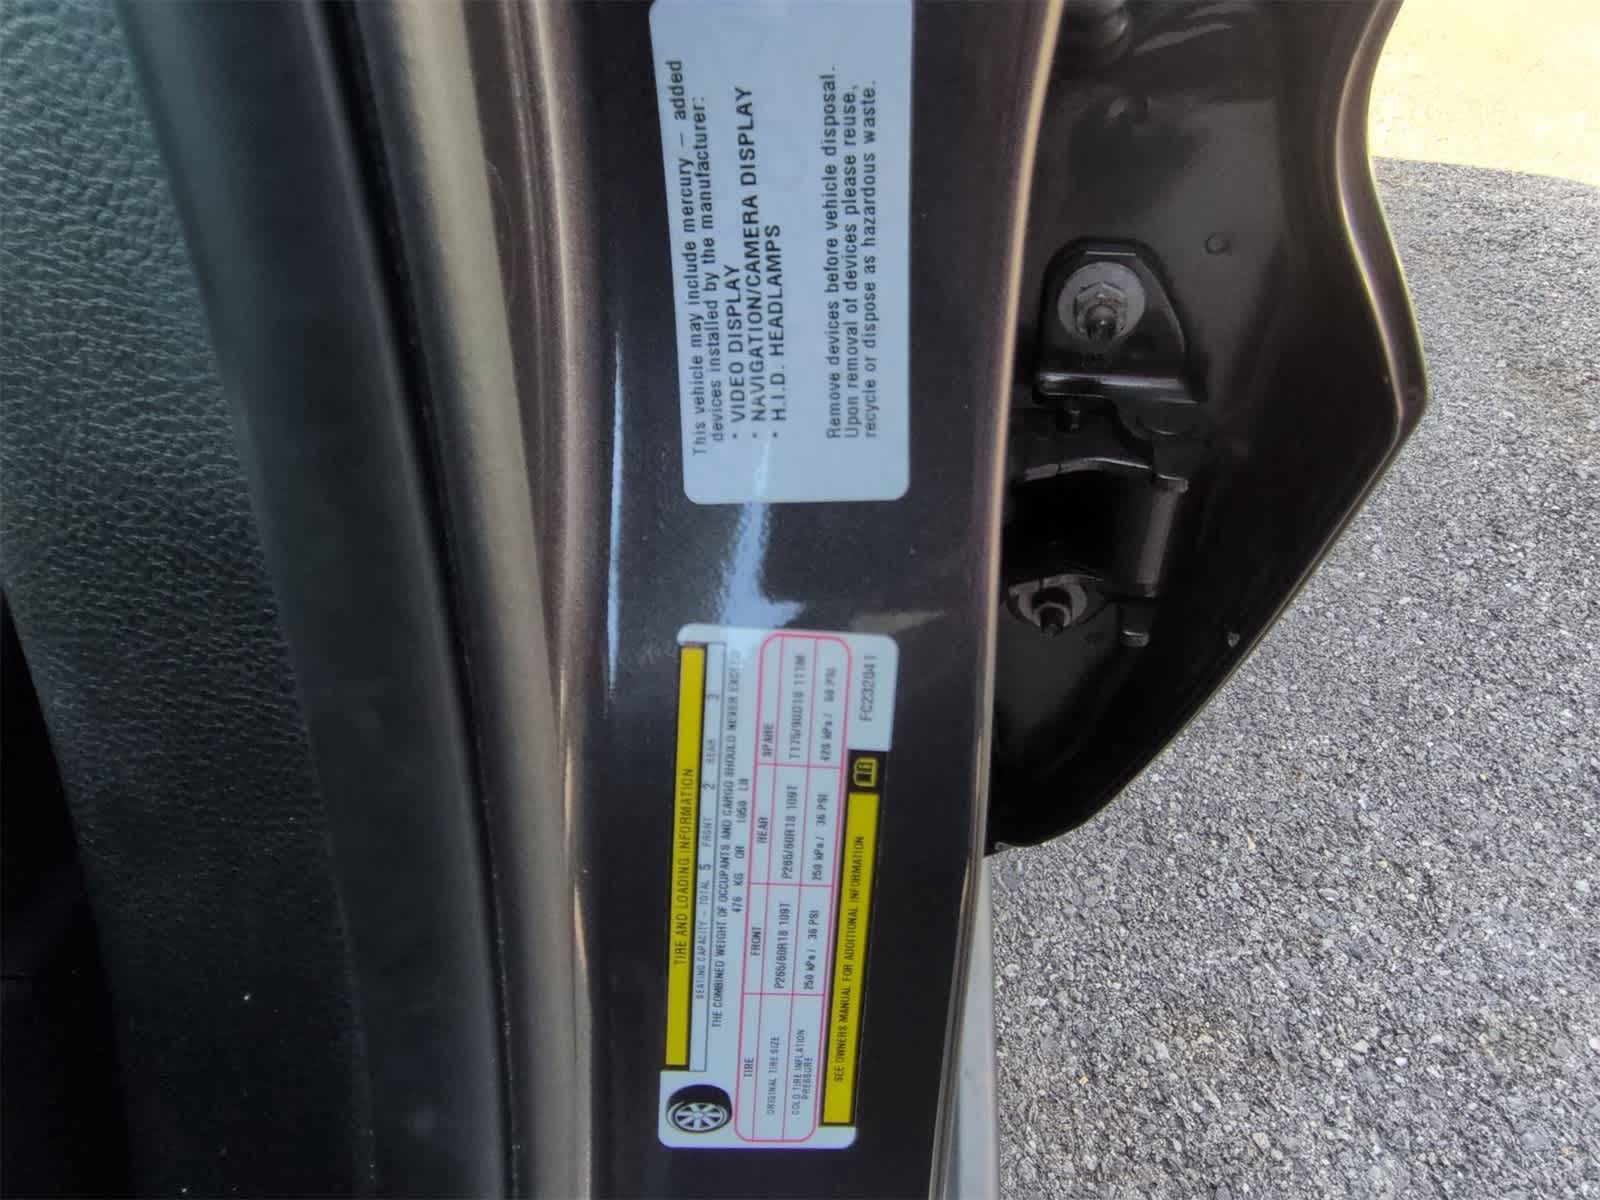 This vehicle may include mercury – added
devices installed by the manufacturer:
• VIDEO DISPLAY
• NAVIGATION/CAMERA DISPLAY
• H.I.D. HEADLAMPS
Remove devices before vehicle disposal.
Upon removal of devices please reuse,
recycle or dispose as hazardous waste.
TIRE AND LOADING INFORMATION
SEATING CAPACITY - TOTAL 5 FRONT 2 REAR 3
THE COMBINED WEIGHT OF OCCUPANTS AND CARGO SHOULD NEVER EXCEED
476 KG OR 1050 LB
TIRE FRONT REAR SPARE
ORIGINAL TIRE SIZE P265/60R18 109T P265/60R18 109T T175/90D18 111M
COLD TIRE INFLATION PRESSURE 250 kPa / 36 PSI 250 kPa / 36 PSI 420 kPa / 60 PSI
SEE OWNERS MANUAL FOR ADDITIONAL INFORMATION
FC232041